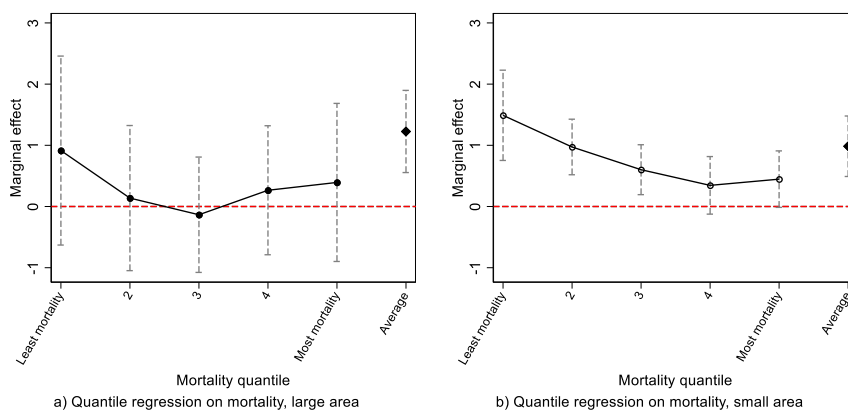 3
2
1
0
-1
Marginal effect
Least mortality
2
3
4
Most mortality
Average
Mortality quantile
a) Quantile regression on mortality, large area
3
2
1
0
-1
Marginal effect
Least mortality
2
3
4
Most mortality
Average
Mortality quantile
b) Quantile regression on mortality, small area